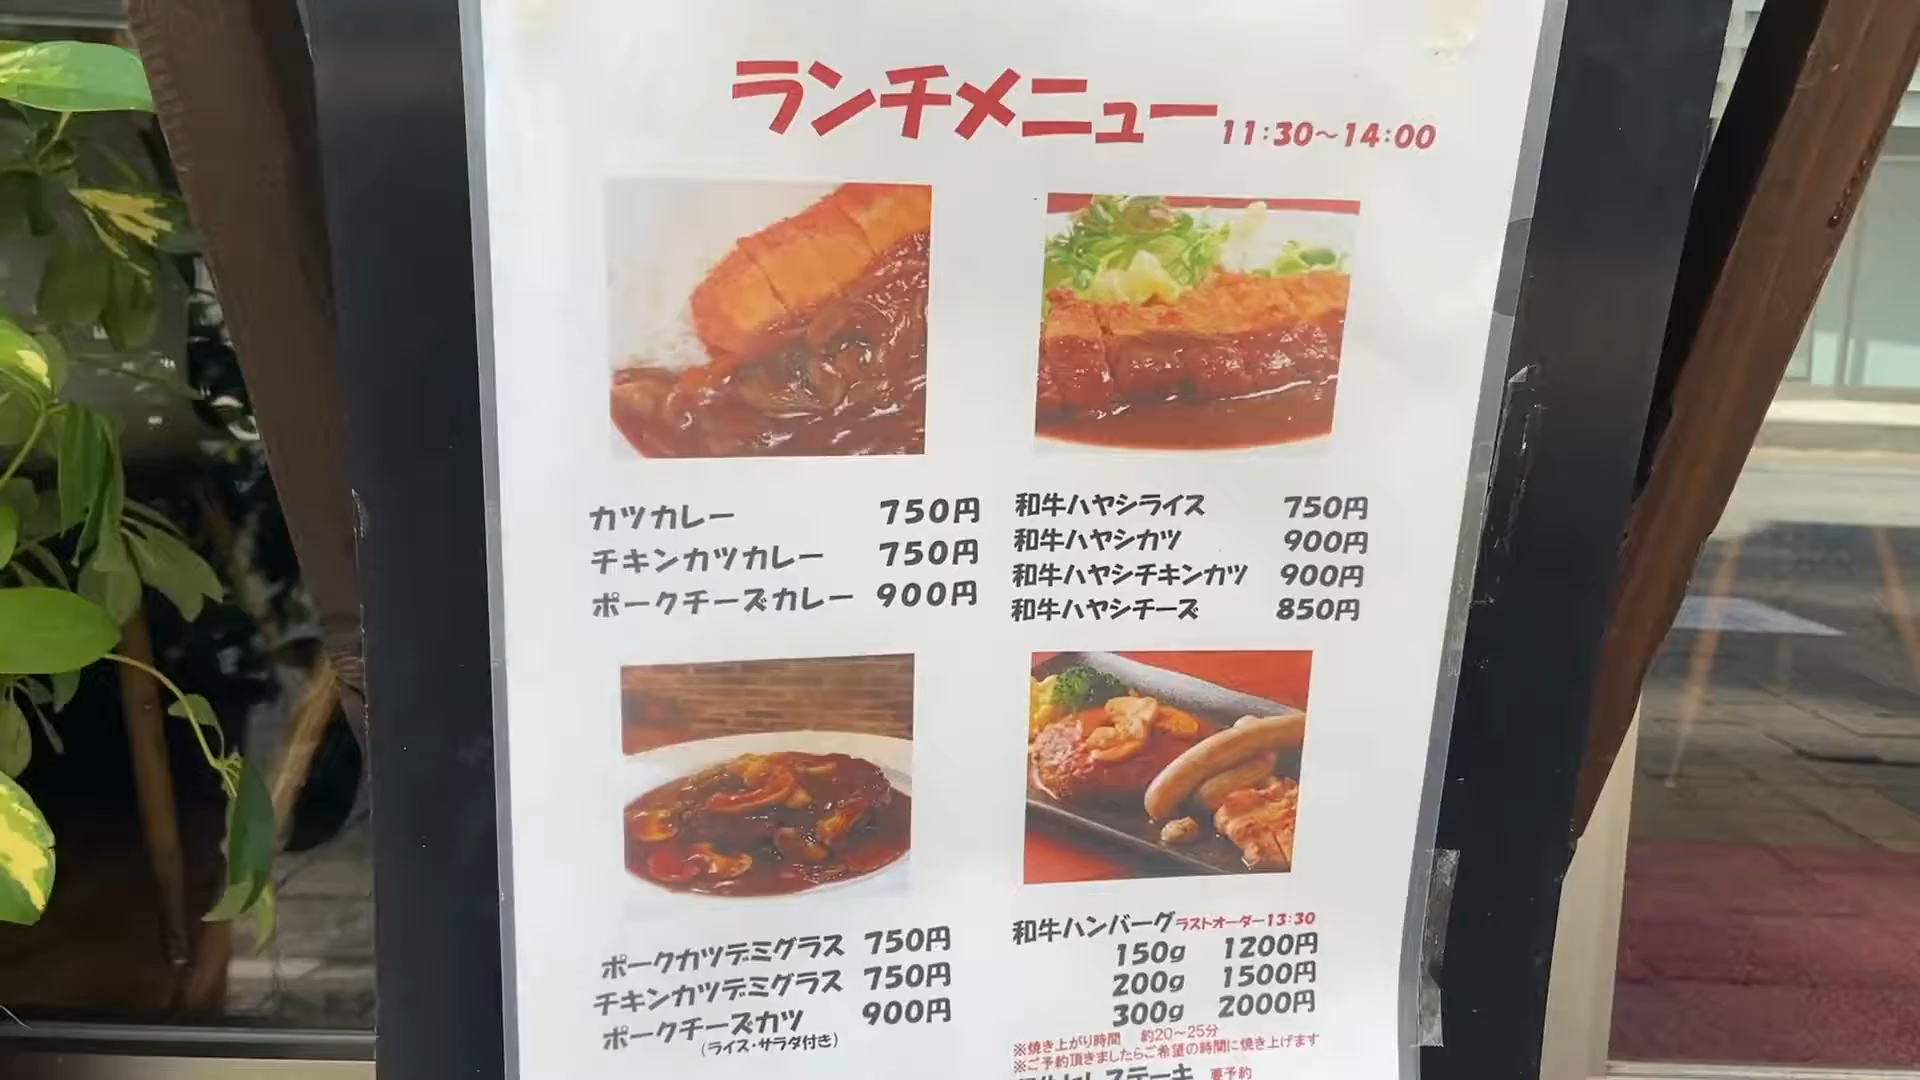 ランチメニュー 11:30～14:00
カツカレー 750円
チキンカツカレー 750円
ポークチーズカレー 900円
和牛ハヤシライス 750円
和牛ハヤシカツ 900円
和牛ハヤシチキンカツ 900円
和牛ハヤシチーズ 850円
ポークカツデミグラス 750円
チキンカツデミグラス 750円
ポークチーズカツ 900円
(ライス・サラダ付き)
和牛ハンバーグ ラストオーダー13:30
150g 1200円
200g 1500円
300g 2000円
※焼き上がり時間 約20～25分
※ご予約頂きましたらご希望の時間に焼き上げます
ステーキ 要予約